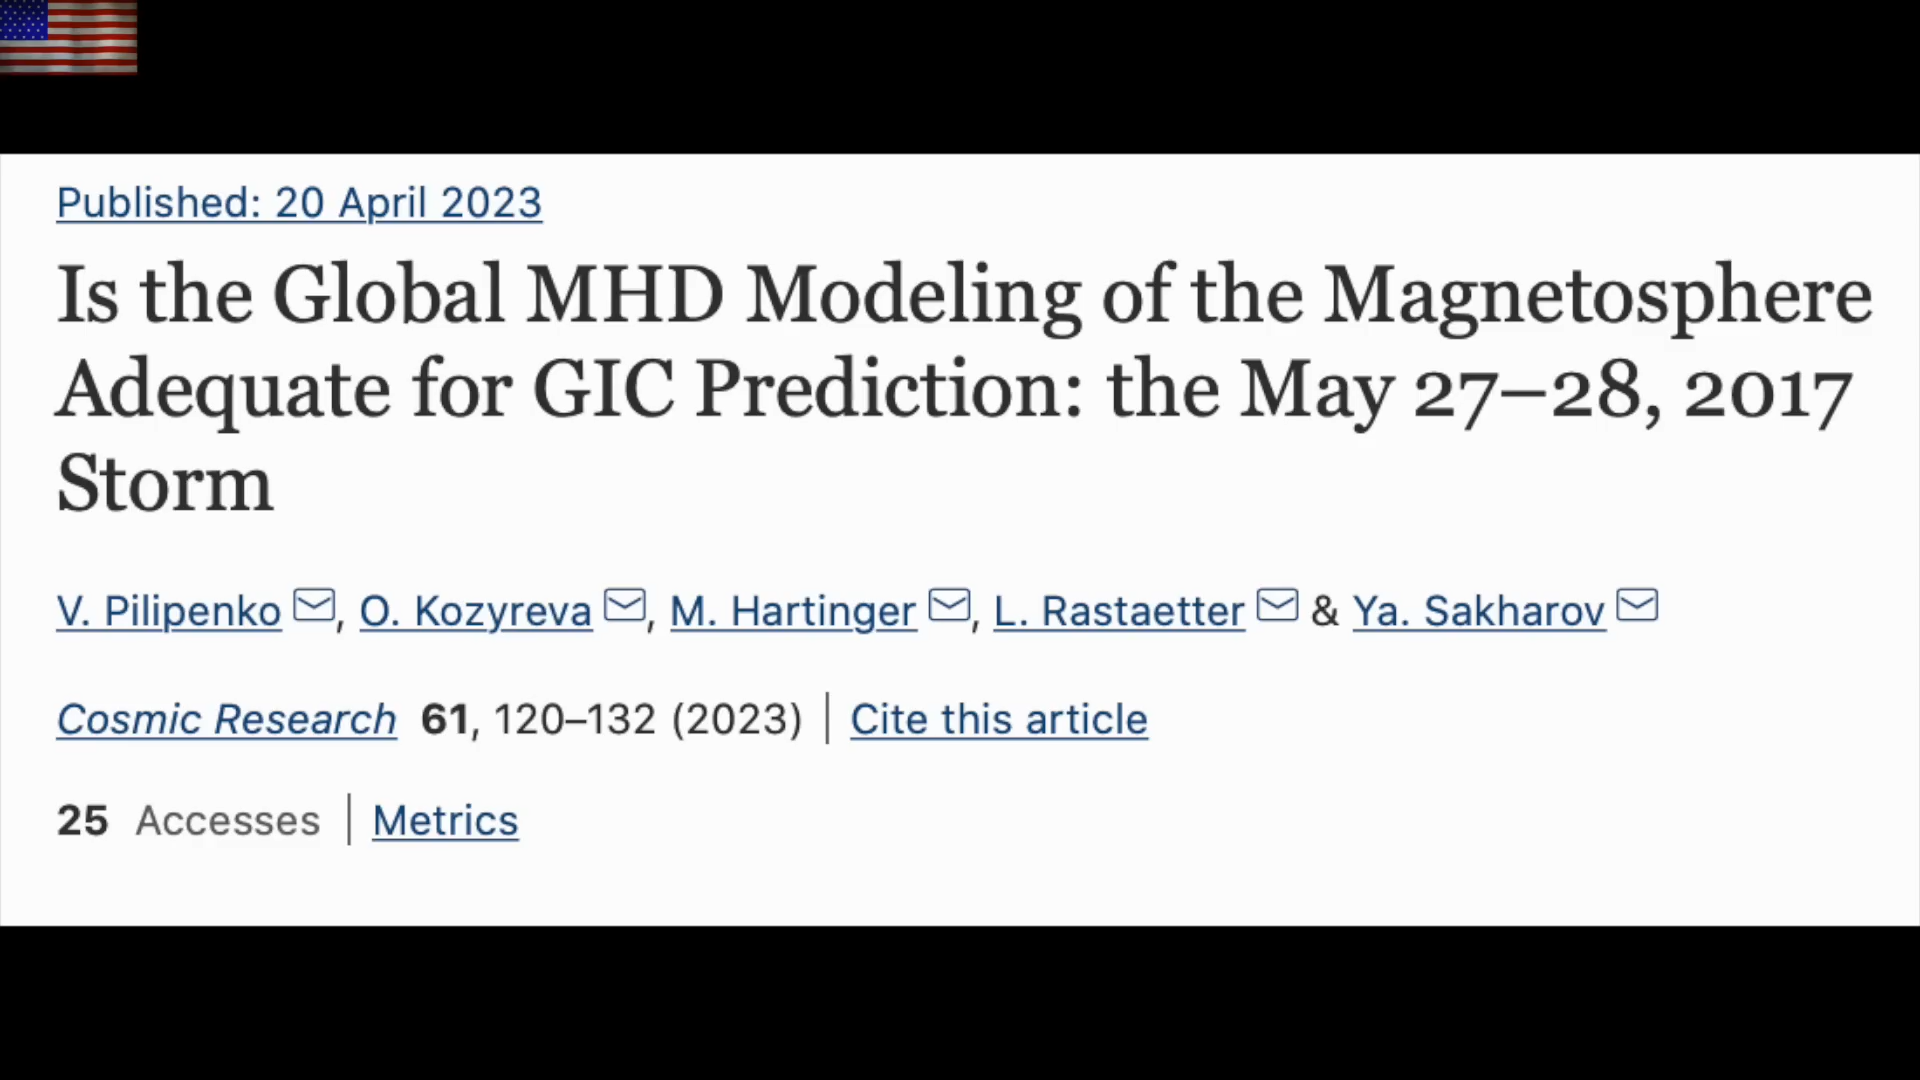 Published: 20 April 2023
Is the Global MHD Modeling of the Magnetosphere
Adequate for GIC Prediction: the May 27–28, 2017
Storm
V. Pilipenko, O. Kozyreva, M. Hartinger, L. Rastaetter & Ya. Sakharov
Cosmic Research 61, 120–132 (2023) | Cite this article
25 Accesses | Metrics